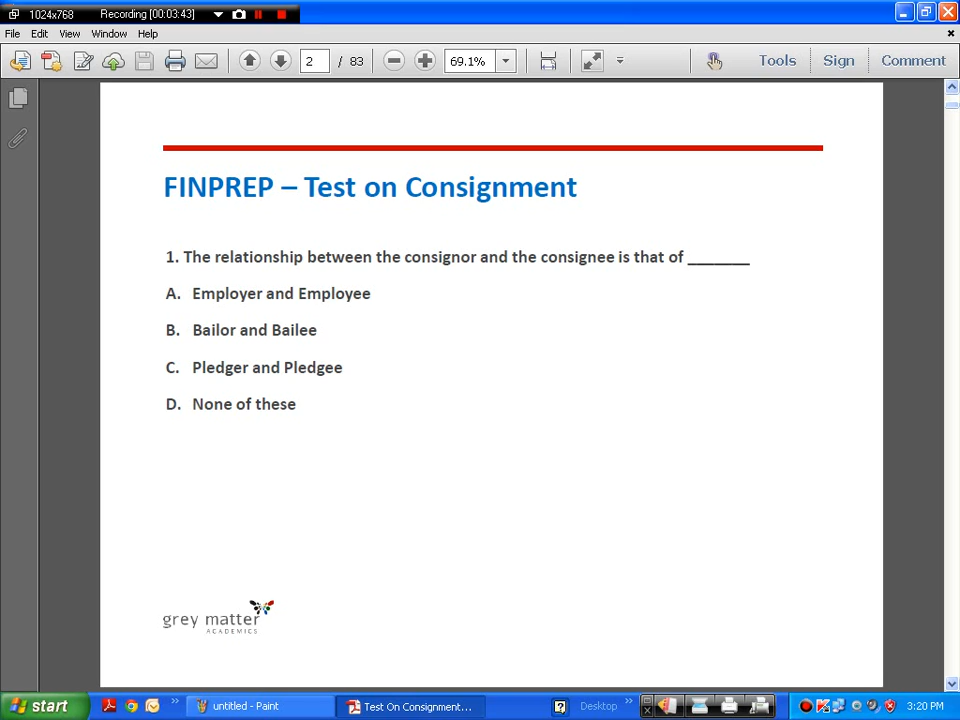 1024x768 Recording [00:03:43]
File Edit View Window Help
2 / 83 69.1% Tools Sign Comment
FINPREP – Test on Consignment
1. The relationship between the consignor and the consignee is that of _______
A. Employer and Employee
B. Bailor and Bailee
C. Pledger and Pledgee
D. None of these
grey matter
ACADEMICS
start untitled - Paint Test On Consignment... Desktop 3:20 PM